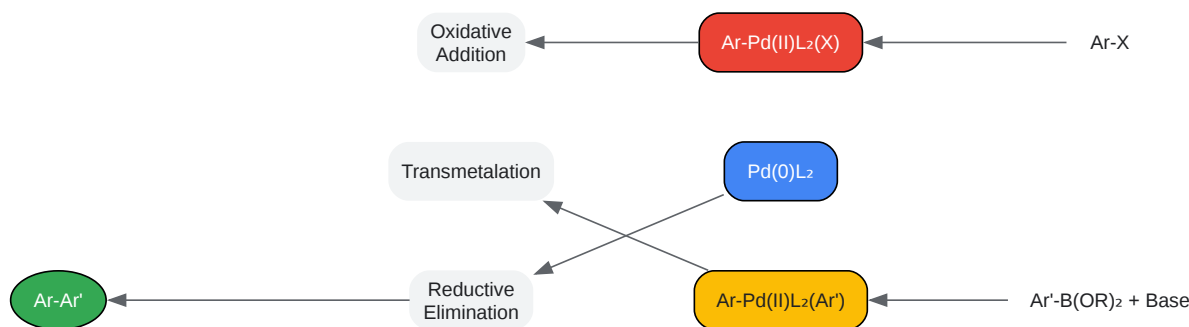 Oxidative
Addition
Ar-Pd(II)L₂(X)
Ar-X
Transmetalation
Pd(0)L₂
Ar-Ar'
Reductive
Elimination
Ar-Pd(II)L₂(Ar')
Ar'-B(OR)₂ + Base